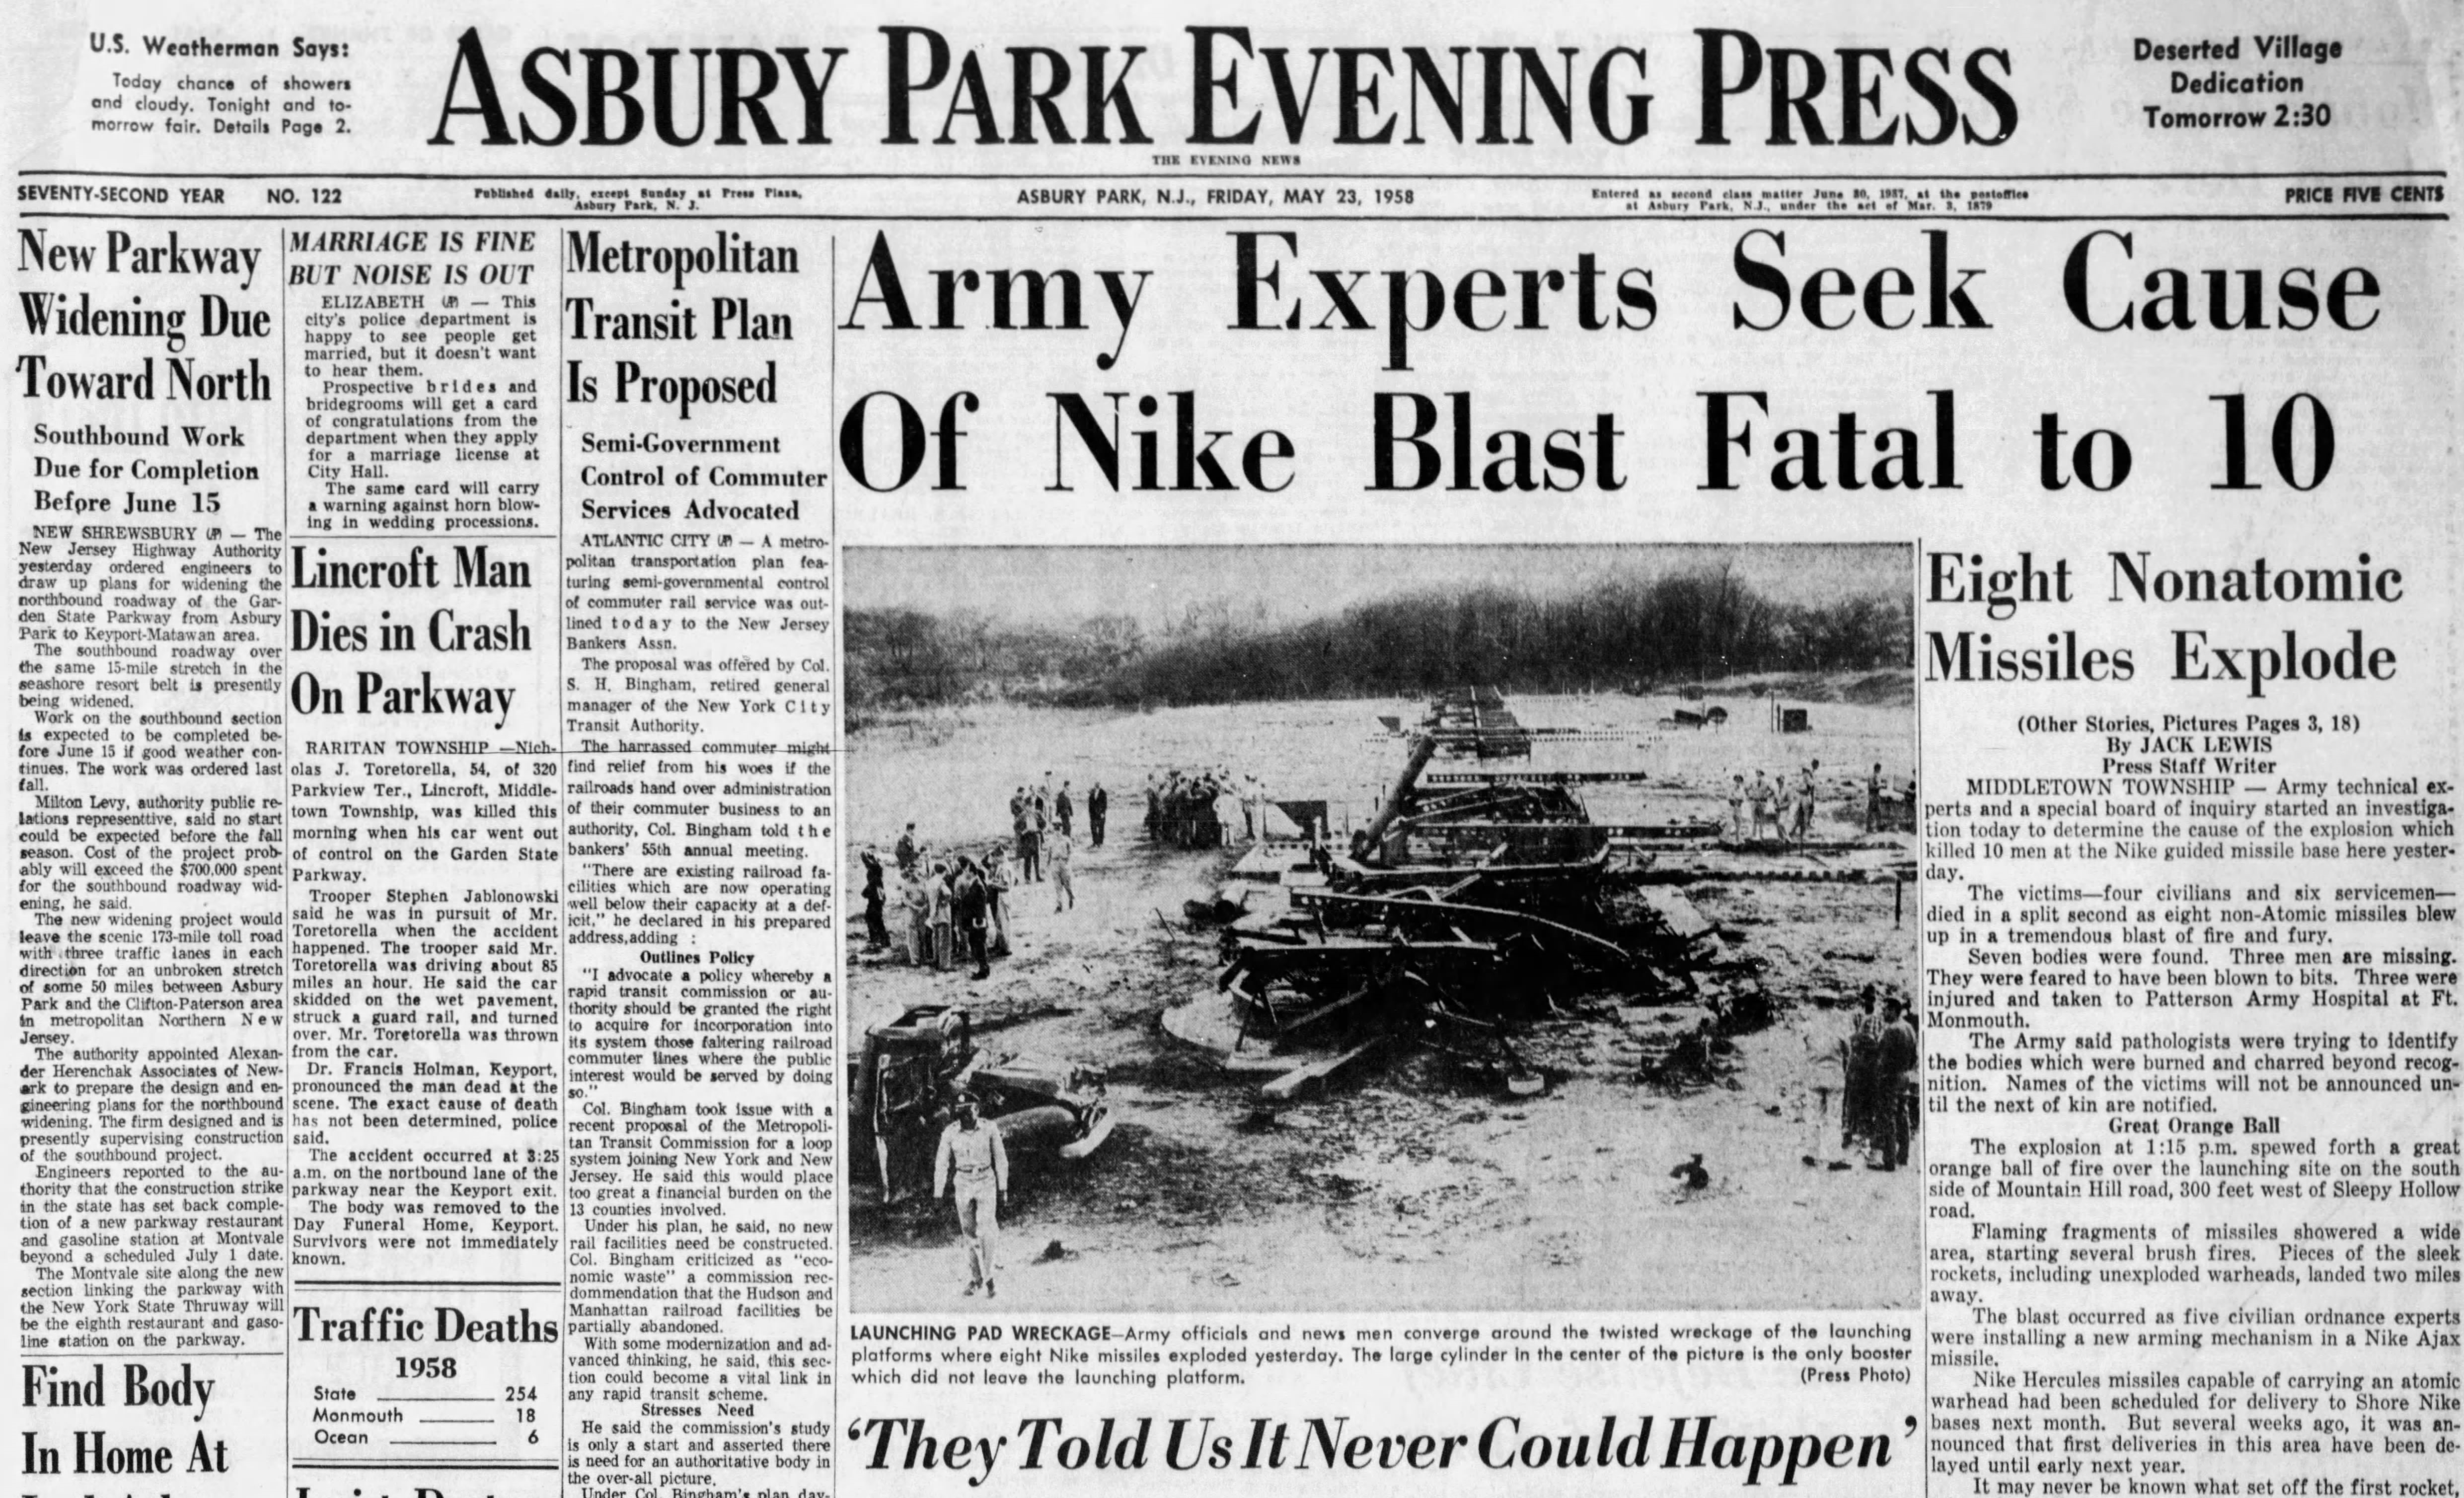 U.S. Weatherman Says:
Today chance of showers
and cloudy. Tonight and to-
morrow fair. Details Page 2.
ASBURY PARK EVENING PRESS
THE EVENING NEWS
Deserted Village
Dedication
Tomorrow 2:30
SEVENTY-SECOND YEAR NO. 122
Published daily, except Sunday at Press Plaza,
Asbury Park, N. J.
ASBURY PARK, N.J., FRIDAY, MAY 23, 1958
Entered as second class matter June 20, 1957, at the postoffice
at Asbury Park, N.J., under the act of Mar. 3, 1879
PRICE FIVE CENTS
New Parkway
Widening Due
Toward North
Southbound Work
Due for Completion
Before June 15
NEW SHREWSBURY (AP) — The
New Jersey Highway Authority
yesterday ordered engineers to
draw up plans for widening the
northbound roadway of the Gar-
den State Parkway from Asbury
Park to Keyport-Matawan area.
The southbound roadway over
the same 15-mile stretch in the
seashore resort belt is presently
being widened.
Work on the southbound section
is expected to be completed be-
fore June 15 if good weather con-
tinues. The work was ordered last
fall.
Milton Levy, authority public re-
lations representtive, said no start
could be expected before the fall
season. Cost of the project prob-
ably will exceed the $700,000 spent
for the southbound roadway wid-
ening, he said.
The new widening project would
leave the scenic 173-mile toll road
with three traffic lanes in each
direction for an unbroken stretch
of some 50 miles between Asbury
Park and the Clifton-Paterson area
in metropolitan Northern New
Jersey.
The authority appointed Alexan-
der Herenchak Associates of New-
ark to prepare the design and en-
gineering plans for the northbound
widening. The firm designed and is
presently supervising construction
of the southbound project.
Engineers reported to the au-
thority that the construction strike
in the state has set back comple-
tion of a new parkway restaurant
and gasoline station at Montvale
beyond a scheduled July 1 date.
The Montvale site along the new
section linking the parkway with
the New York State Thruway will
be the eighth restaurant and gaso-
line station on the parkway.
Find Body
In Home At
MARRIAGE IS FINE
BUT NOISE IS OUT
ELIZABETH (AP) — This
city's police department is
happy to see people get
married, but it doesn't want
to hear them.
Prospective brides and
bridegrooms will get a card
of congratulations from the
department when they apply
for a marriage license at
City Hall.
The same card will carry
a warning against horn blow-
ing in wedding processions.
Lincroft Man
Dies in Crash
On Parkway
RARITAN TOWNSHIP —Nich-
olas J. Toretorella, 54, of 320
Parkview Ter., Lincroft, Middle-
town Township, was killed this
morning when his car went out
of control on the Garden State
Parkway.
Trooper Stephen Jablonowski
said he was in pursuit of Mr.
Toretorella when the accident
happened. The trooper said Mr.
Toretorella was driving about 85
miles an hour. He said the car
skidded on the wet pavement,
struck a guard rail, and turned
over. Mr. Toretorella was thrown
from the car.
Dr. Francis Holman, Keyport,
pronounced the man dead at the
scene. The exact cause of death
has not been determined, police
said.
The accident occurred at 3:25
a.m. on the nortbound lane of the
parkway near the Keyport exit.
The body was removed to the
Day Funeral Home, Keyport.
Survivors were not immediately
known.
Traffic Deaths
1958
State 254
Monmouth 18
Ocean 6
Metropolitan
Transit Plan
Is Proposed
Semi-Government
Control of Commuter
Services Advocated
ATLANTIC CITY (AP) — A metro-
politan transportation plan fea-
turing semi-governmental control
of commuter rail service was out-
lined today to the New Jersey
Bankers Assn.
The proposal was offered by Col.
S. H. Bingham, retired general
manager of the New York City
Transit Authority.
The harrassed commuter might
find relief from his woes if the
railroads hand over administration
of their commuter business to an
authority, Col. Bingham told the
bankers' 55th annual meeting.
"There are existing railroad fa-
cilities which are now operating
well below their capacity at a def-
icit," he declared in his prepared
address,adding :
Outlines Policy
"I advocate a policy whereby a
rapid transit commission or au-
thority should be granted the right
to acquire for incorporation into
its system those faltering railroad
commuter lines where the public
interest would be served by doing
so."
Col. Bingham took issue with a
recent proposal of the Metropoli-
tan Transit Commission for a loop
system joining New York and New
Jersey. He said this would place
too great a financial burden on the
13 counties involved.
Under his plan, he said, no new
rail facilities need be constructed.
Col. Bingham criticized as "eco-
nomic waste" a commission rec-
dommendation that the Hudson and
Manhattan railroad facilities be
partially abandoned.
With some modernization and ad-
vanced thinking, he said, this sec-
tion could become a vital link in
any rapid transit scheme.
Stresses Need
He said the commission's study
is only a start and asserted there
is need for an authoritative body in
the over-all picture.
Under Col. Bingham's plan day-
Army Experts Seek Cause
Of Nike Blast Fatal to 10
LAUNCHING PAD WRECKAGE—Army officials and news men converge around the twisted wreckage of the launching
platforms where eight Nike missiles exploded yesterday. The large cylinder in the center of the picture is the only booster
which did not leave the launching platform. (Press Photo)
'They Told Us It Never Could Happen'
Eight Nonatomic
Missiles Explode
(Other Stories, Pictures Pages 3, 18)
By JACK LEWIS
Press Staff Writer
MIDDLETOWN TOWNSHIP — Army technical ex-
perts and a special board of inquiry started an investiga-
tion today to determine the cause of the explosion which
killed 10 men at the Nike guided missile base here yester-
day.
The victims—four civilians and six servicemen—
died in a split second as eight non-Atomic missiles blew
up in a tremendous blast of fire and fury.
Seven bodies were found. Three men are missing.
They were feared to have been blown to bits. Three were
injured and taken to Patterson Army Hospital at Ft.
Monmouth.
The Army said pathologists were trying to identify
the bodies which were burned and charred beyond recog-
nition. Names of the victims will not be announced un-
til the next of kin are notified.
Great Orange Ball
The explosion at 1:15 p.m. spewed forth a great
orange ball of fire over the launching site on the south
side of Mountain Hill road, 300 feet west of Sleepy Hollow
road.
Flaming fragments of missiles showered a wide
area, starting several brush fires. Pieces of the sleek
rockets, including unexploded warheads, landed two miles
away.
The blast occurred as five civilian ordnance experts
were installing a new arming mechanism in a Nike Ajax
missile.
Nike Hercules missiles capable of carrying an atomic
warhead had been scheduled for delivery to Shore Nike
bases next month. But several weeks ago, it was an-
nounced that first deliveries in this area have been de-
layed until early next year.
It may never be known what set off the first rocket,